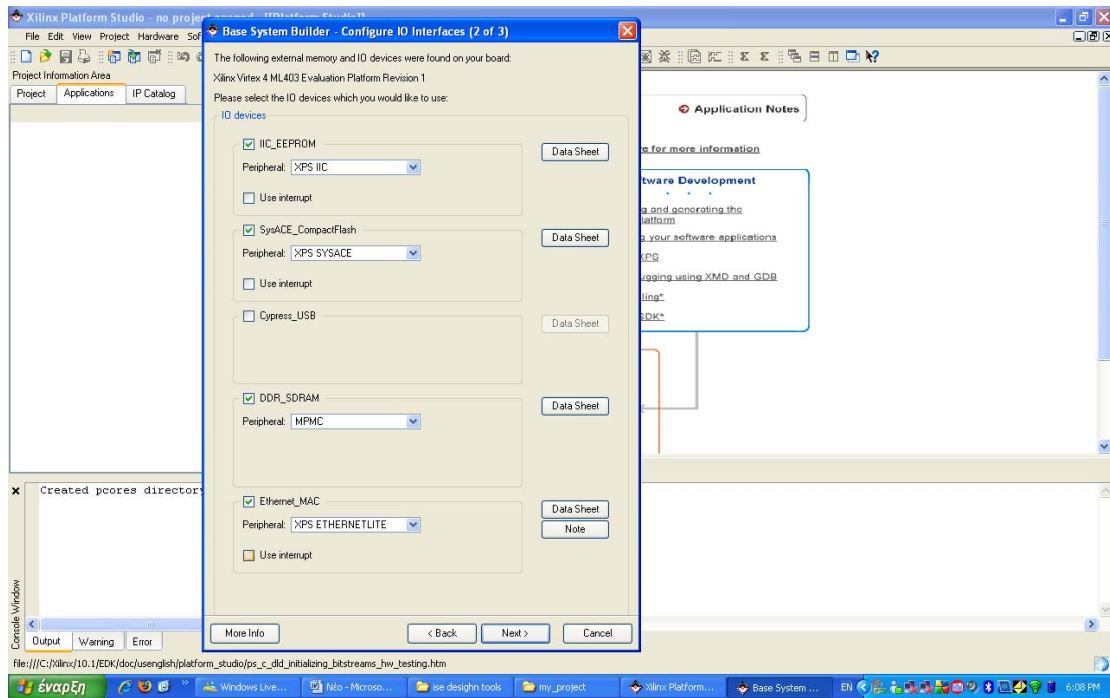 Xilinx Platform Studio - no project opened - [[Platform Studio]]
File Edit View Project Hardware Sof
Project Information Area
Project Applications IP Catalog
Base System Builder - Configure IO Interfaces (2 of 3)
The following external memory and IO devices were found on your board:
Xilinx Virtex 4 ML403 Evaluation Platform Revision 1
Please select the IO devices which you would like to use:
IO devices
IIC_EEPROM
Data Sheet
Peripheral: XPS IIC
Use interrupt
SysACE_CompactFlash
Data Sheet
Peripheral: XPS SYSACE
Use interrupt
Cypress_USB
Data Sheet
DDR_SDRAM
Data Sheet
Peripheral: MPMC
Ethernet_MAC
Data Sheet
Peripheral: XPS ETHERNETLITE
Note
Use interrupt
More Info < Back Next > Cancel
Application Notes
e for more information
tware Development
g and generating the
latform
g your software applications
XPS
ugging using XMD and GDB
ling*
SDK*
Created pcores directory
Console Window
Output Warning Error
file:///C:/Xilinx/10.1/EDK/doc/usenglish/platform_studio/ps_c_dld_initializing_bitstreams_hw_testing.htm
έναρξη Windows Live... Νέο - Microso... ise desighn tools my_project Xilinx Platform... Base System ... EN 6:08 PM